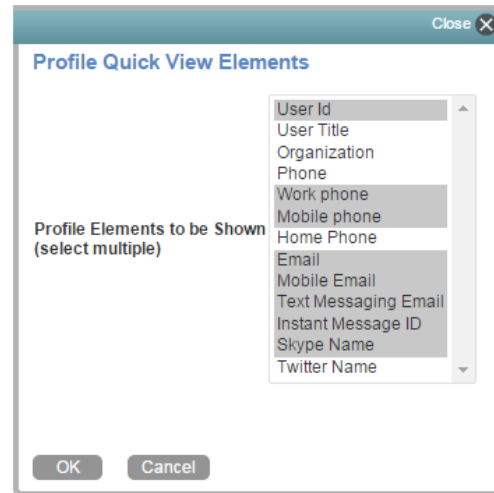 Close
Profile Quick View Elements
Profile Elements to be Shown
(select multiple)
User Id
User Title
Organization
Phone
Work phone
Mobile phone
Home Phone
Email
Mobile Email
Text Messaging Email
Instant Message ID
Skype Name
Twitter Name
OK
Cancel